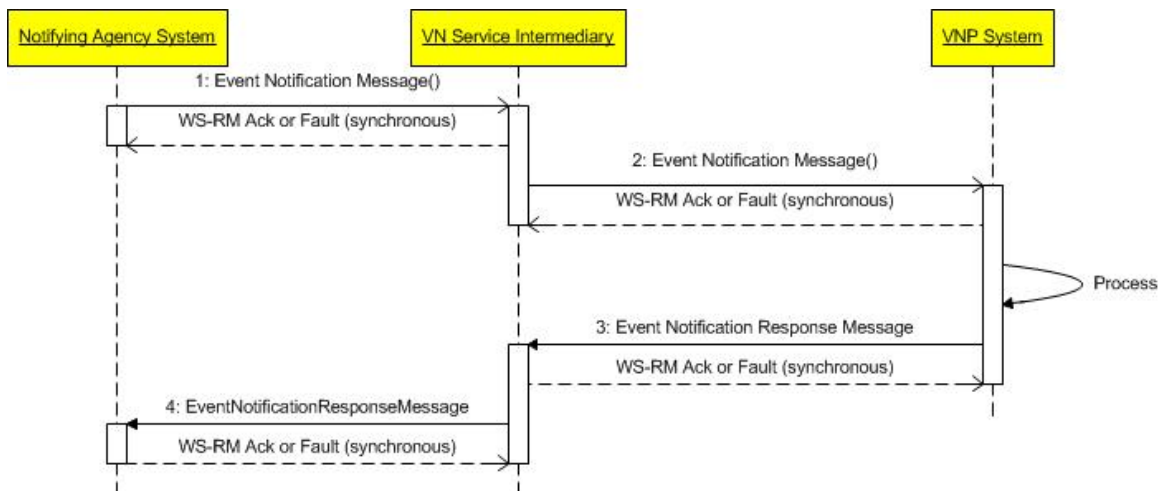 Notifying Agency System
VN Service Intermediary
VNP System
1: Event Notification Message()
WS-RM Ack or Fault (synchronous)
2: Event Notification Message()
WS-RM Ack or Fault (synchronous)
Process
3: Event Notification Response Message
WS-RM Ack or Fault (synchronous)
4: EventNotificationResponseMessage
WS-RM Ack or Fault (synchronous)